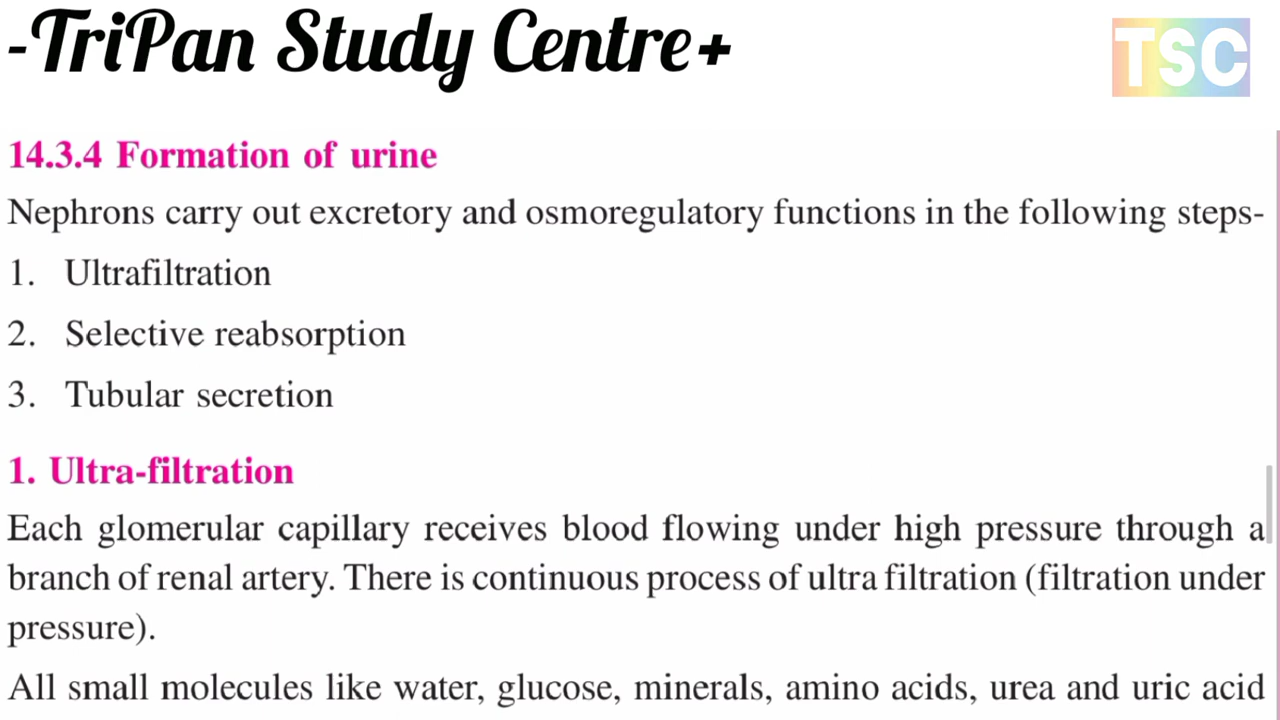 -TriPan Study Centre+
TSC
14.3.4 Formation of urine
Nephrons carry out excretory and osmoregulatory functions in the following steps-
1. Ultrafiltration
2. Selective reabsorption
3. Tubular secretion
1. Ultra-filtration
Each glomerular capillary receives blood flowing under high pressure through a
branch of renal artery. There is continuous process of ultra filtration (filtration under
pressure).
All small molecules like water, glucose, minerals, amino acids, urea and uric acid